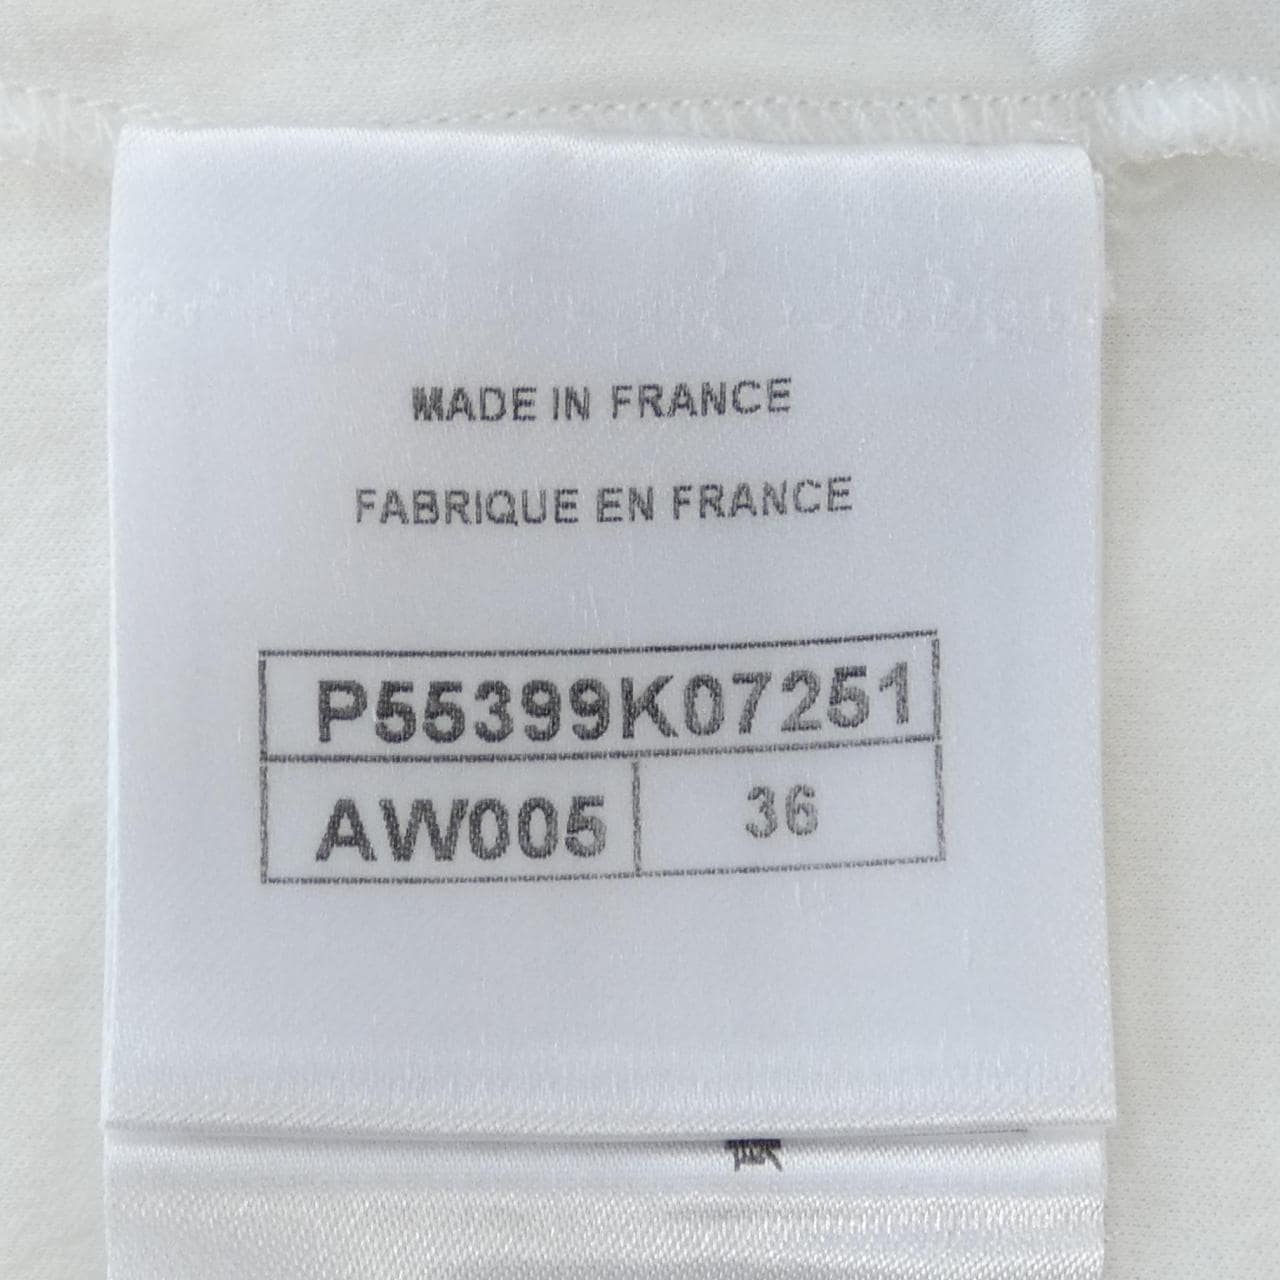 MADE IN FRANCE
FABRIQUE EN FRANCE
P55399K07251
AW005 36